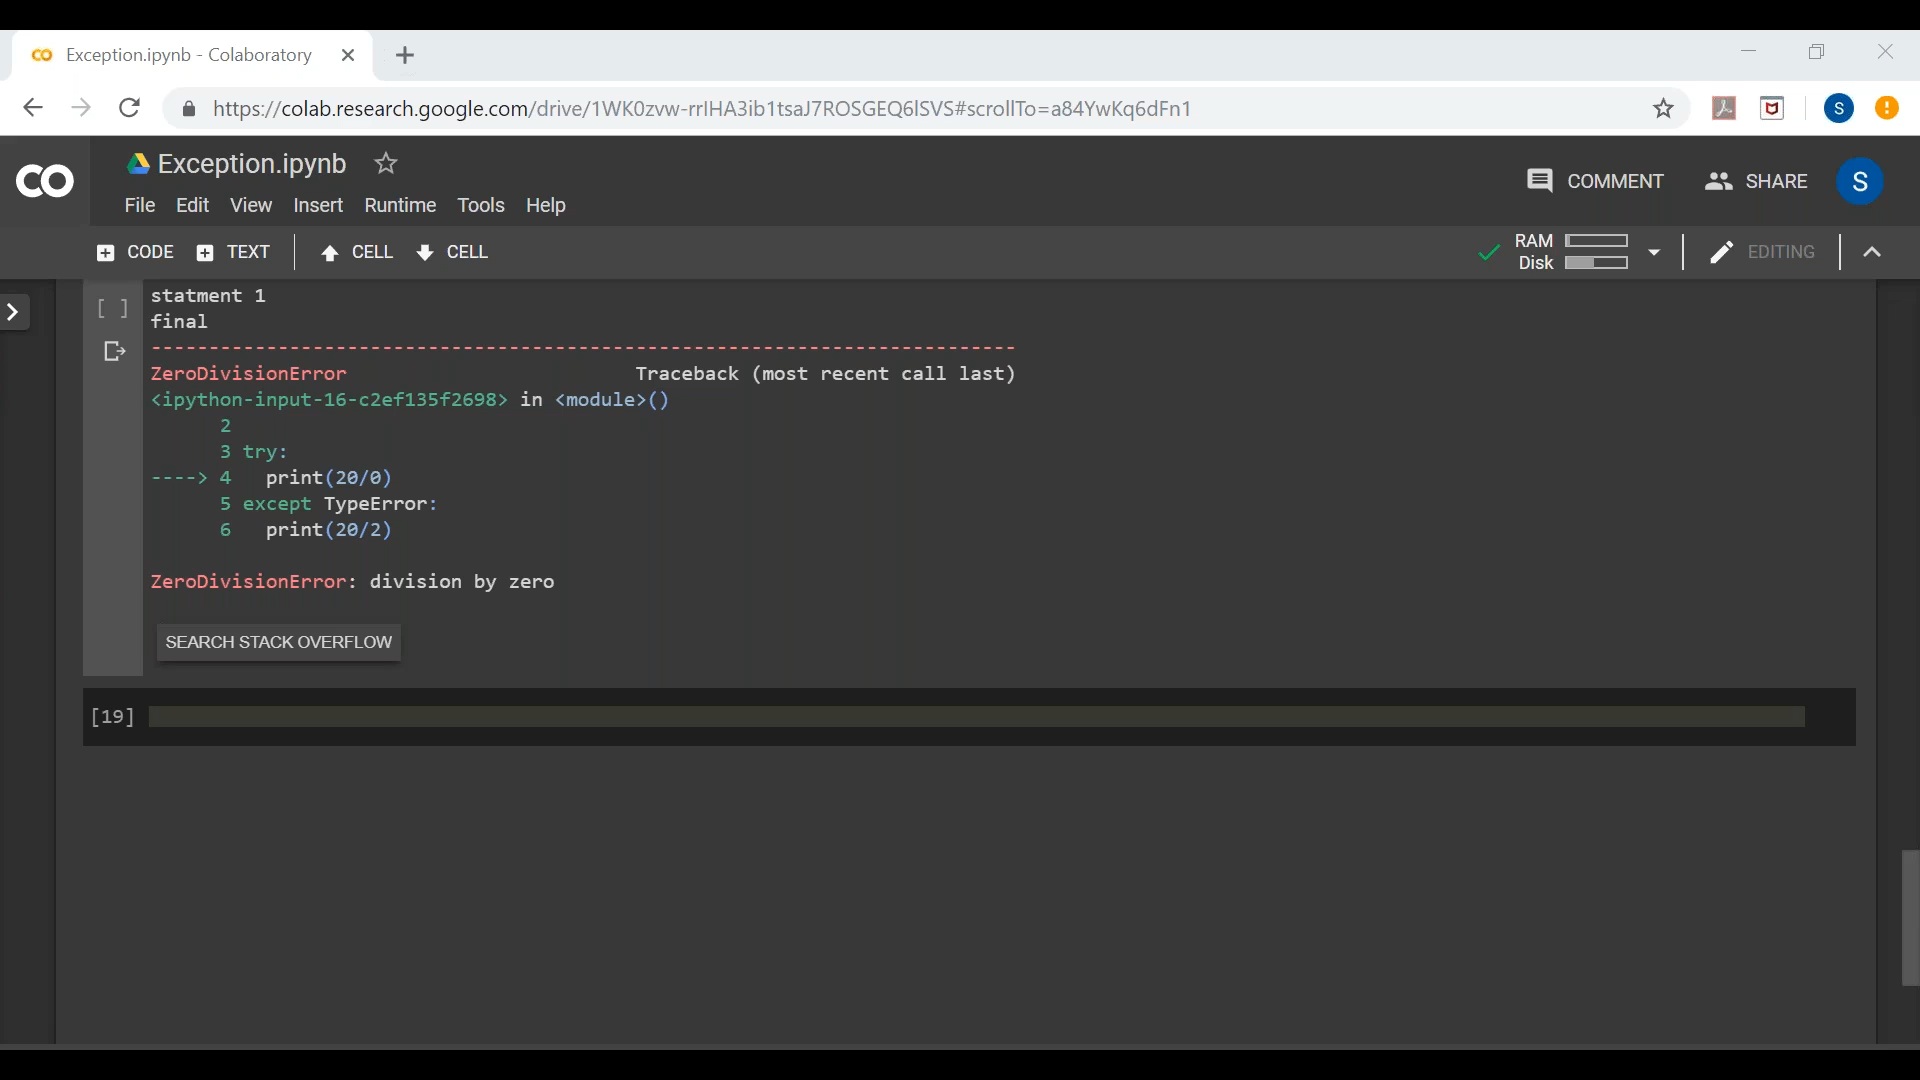 Exception.ipynb - Colaboratory
https://colab.research.google.com/drive/1WK0zvw-rrIHA3ib1tsaJ7ROSGEQ6lSVS#scrollTo=a84YwKq6dFn1
S
CO
Exception.ipynb
COMMENT SHARE S
File Edit View Insert Runtime Tools Help
CODE TEXT CELL CELL
RAM
Disk
EDITING
[ ] statment 1
final
---------------------------------------------------------------------------
ZeroDivisionError Traceback (most recent call last)
<ipython-input-16-c2ef135f2698> in <module>()
2
3 try:
----> 4 print(20/0)
5 except TypeError:
6 print(20/2)
ZeroDivisionError: division by zero
SEARCH STACK OVERFLOW
[19]